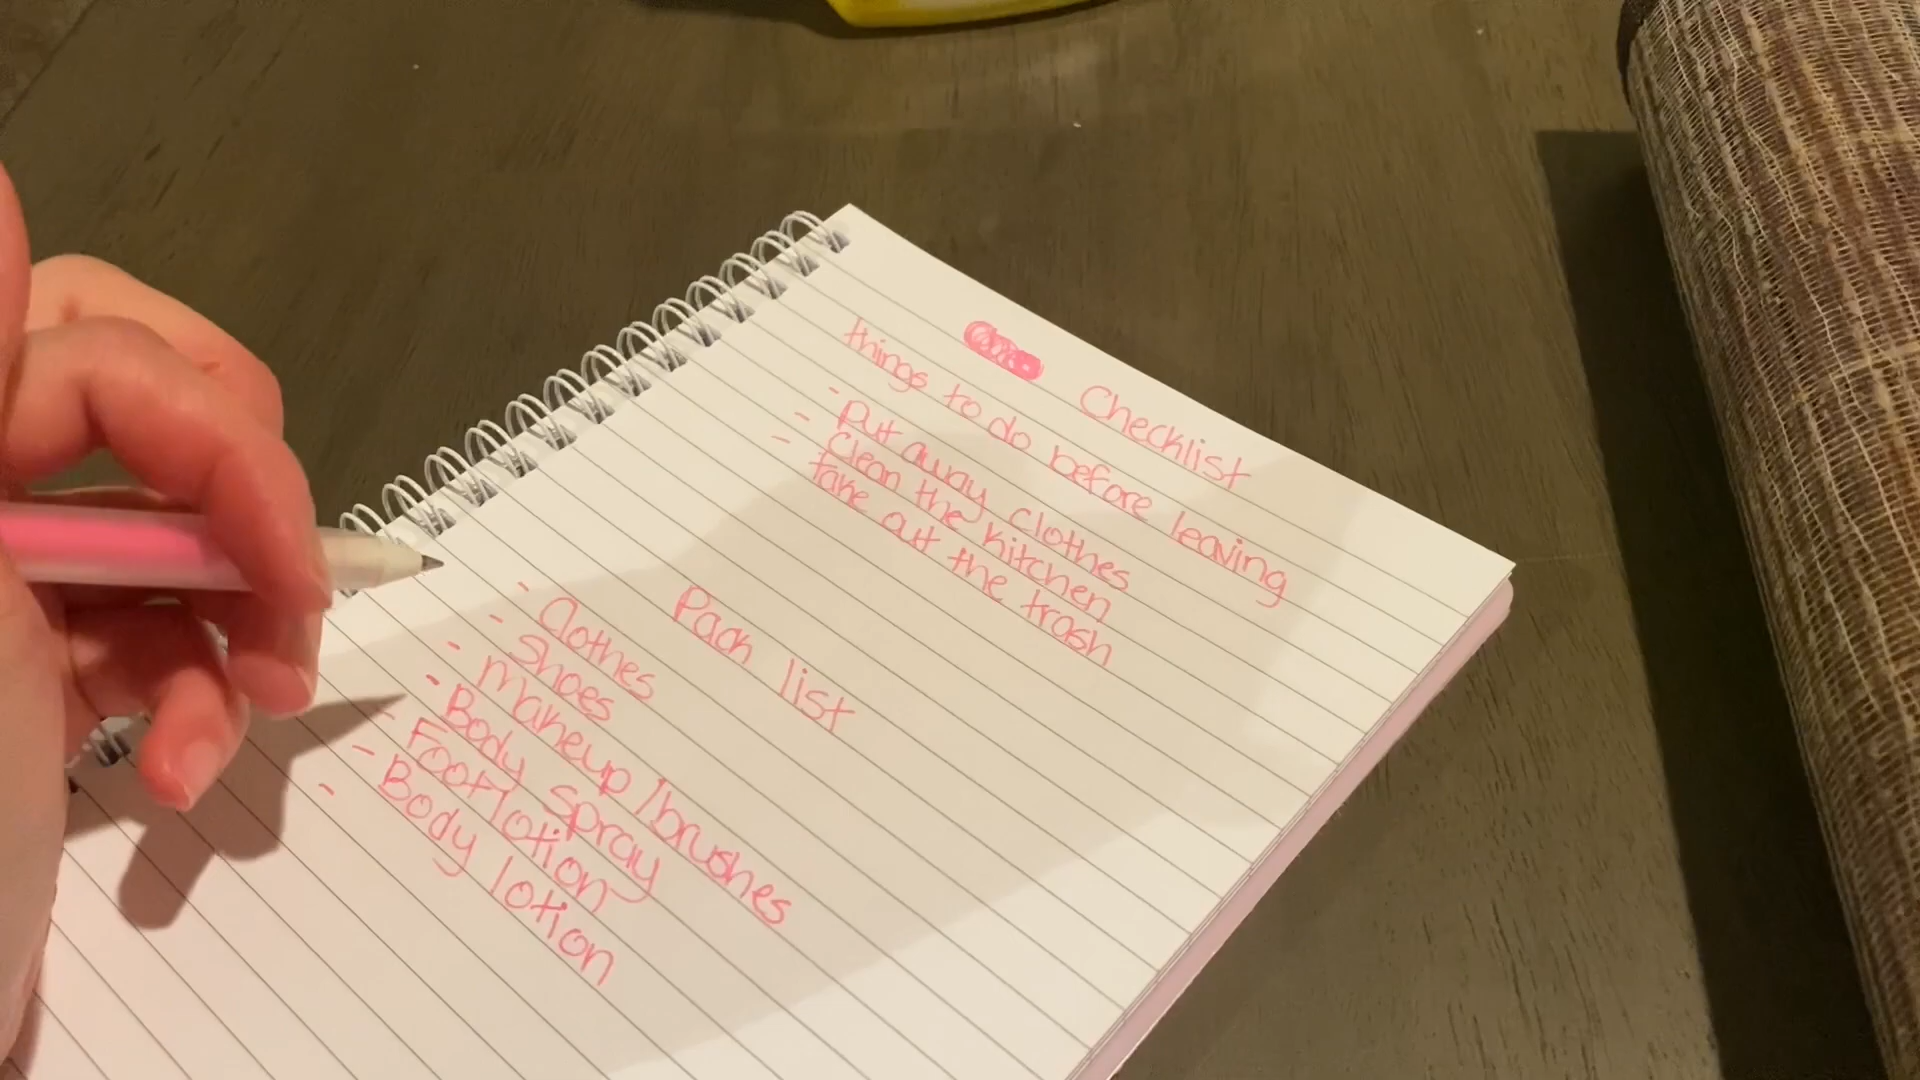 Checklist
things to do before leaving
- Put away clothes
- Clean the kitchen
- take out the trash
Pack list
- Clothes
- Shoes
- Makeup / brushes
- Body spray
- Foot lotion
- Body lotion
-